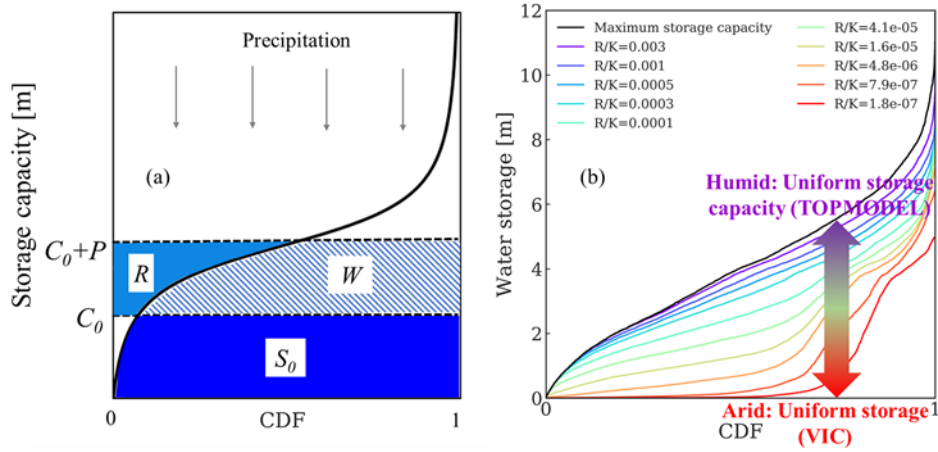 Precipitation
(a)
Storage capacity [m]
C₀+P
R
W
C₀
S₀
0
CDF
1
Water storage [m]
12
10
8
6
4
2
0
Maximum storage capacity
R/K=0.003
R/K=0.001
R/K=0.0005
R/K=0.0003
R/K=0.0001
R/K=4.1e-05
R/K=1.6e-05
R/K=4.8e-06
R/K=7.9e-07
R/K=1.8e-07
(b)
Humid: Uniform storage
capacity (TOPMODEL)
Arid: Uniform storage
(VIC)
0
CDF
1